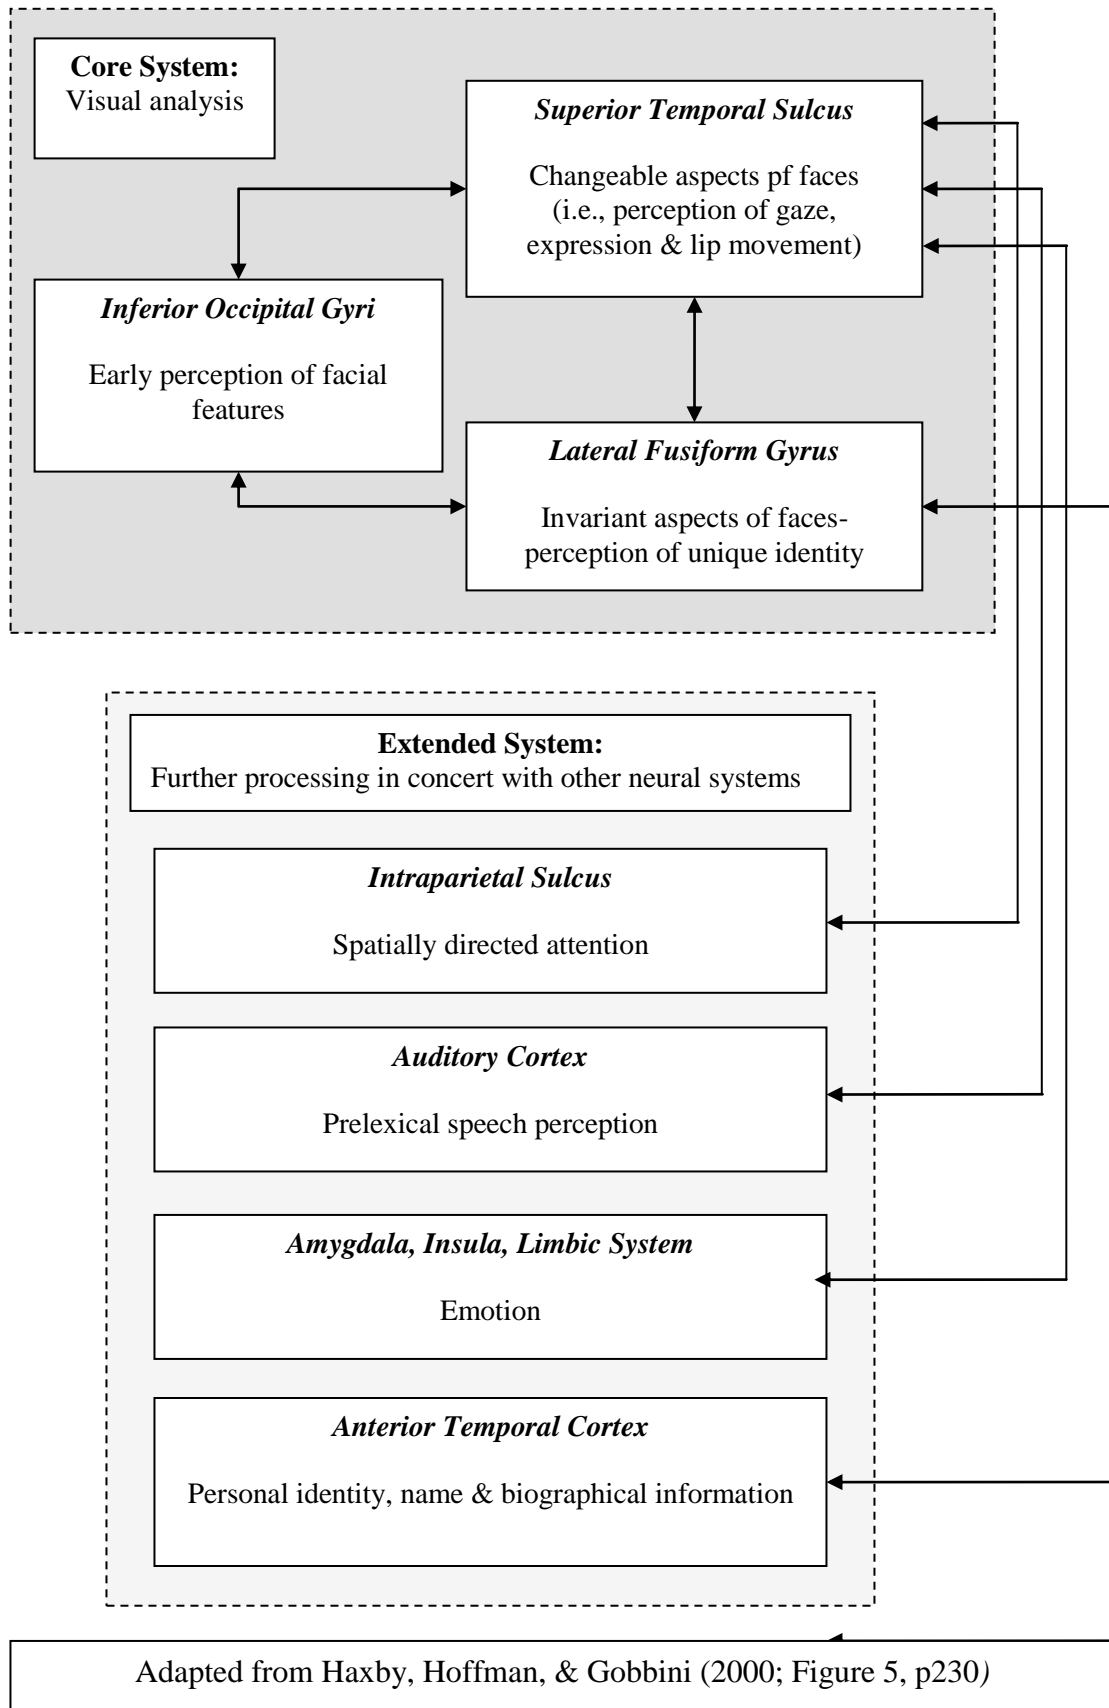 Core System:
Visual analysis
Superior Temporal Sulcus
Changeable aspects pf faces
(i.e., perception of gaze,
expression & lip movement)
Inferior Occipital Gyri
Early perception of facial
features
Lateral Fusiform Gyrus
Invariant aspects of faces-
perception of unique identity
Extended System:
Further processing in concert with other neural systems
Intraparietal Sulcus
Spatially directed attention
Auditory Cortex
Prelexical speech perception
Amygdala, Insula, Limbic System
Emotion
Anterior Temporal Cortex
Personal identity, name & biographical information
Adapted from Haxby, Hoffman, & Gobbini (2000; Figure 5, p230)